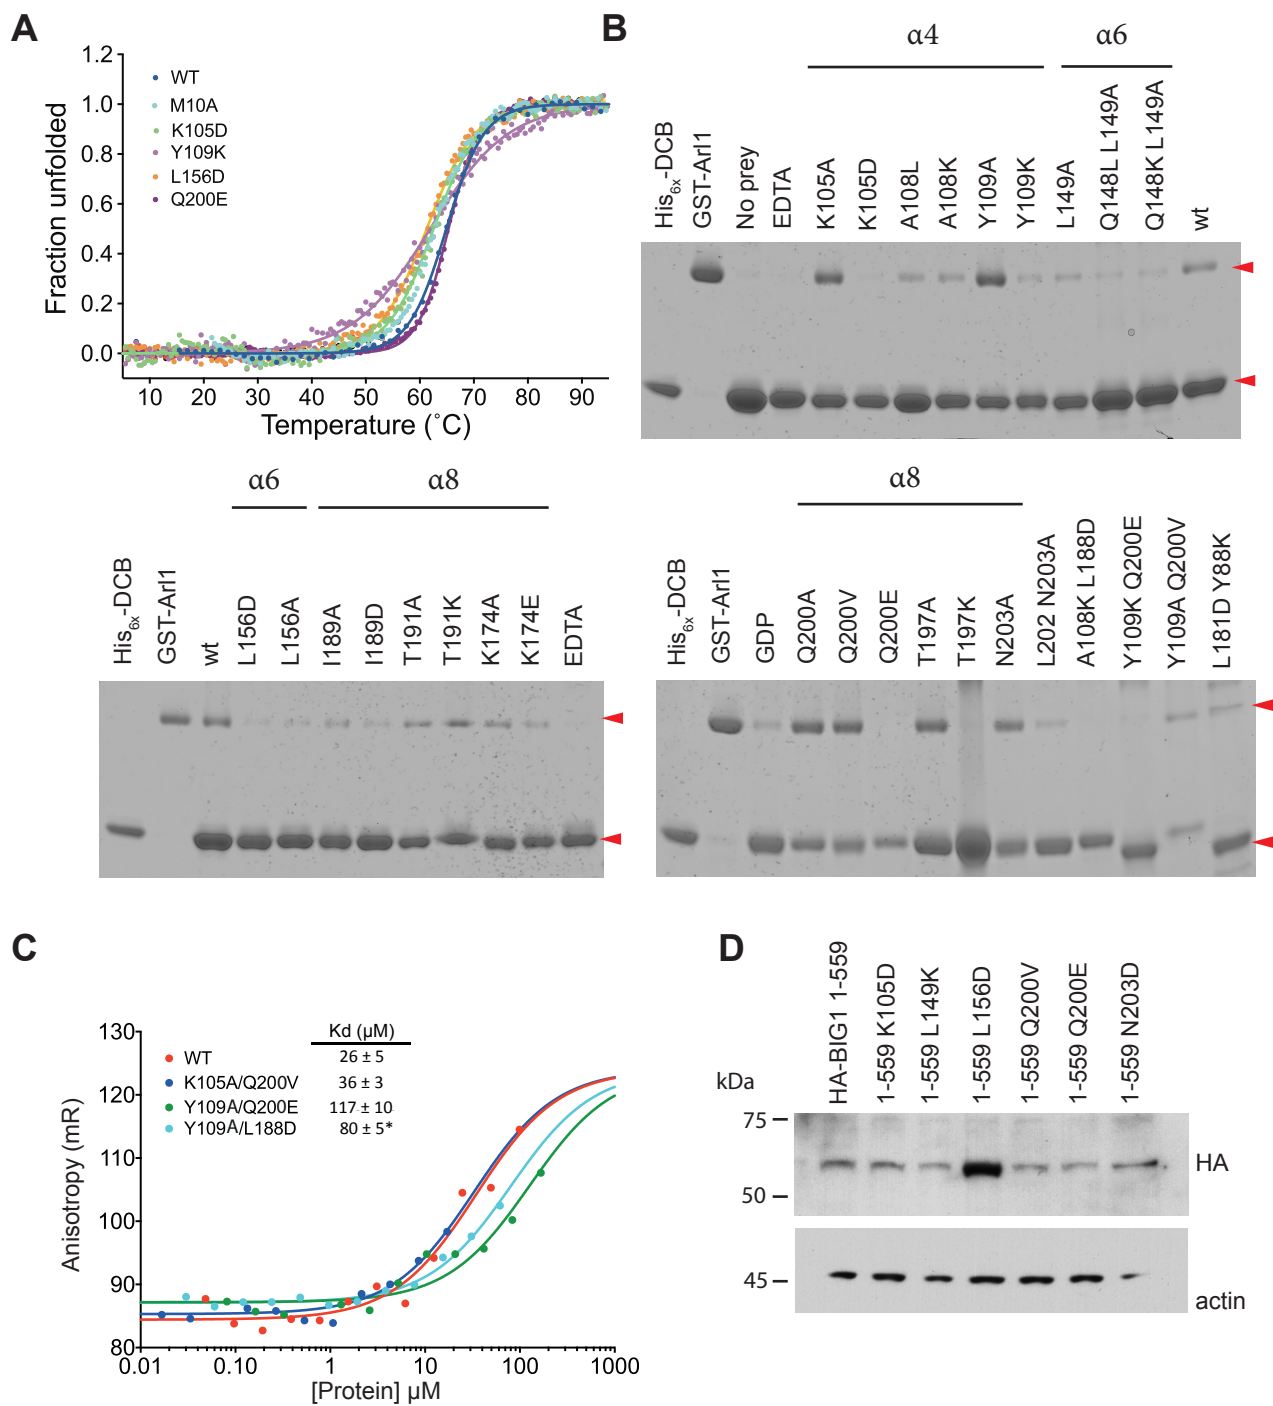 A
1.2
1.0
0.8
0.6
0.4
0.2
0.0
Fraction unfolded
WT
M10A
K105D
Y109K
L156D
Q200E
10 20 30 40 50 60 70 80 90
Temperature (˚C)
B
α4
α6
His6x-DCB
GST-Arl1
No prey
EDTA
K105A
K105D
A108L
A108K
Y109A
Y109K
L149A
Q148L L149A
Q148K L149A
wt
α6
α8
His6x-DCB
GST-Arl1
wt
L156D
L156A
I189A
I189D
T191A
T191K
K174A
K174E
EDTA
α8
His6x-DCB
GST-Arl1
GDP
Q200A
Q200V
Q200E
T197A
T197K
N203A
L202 N203A
A108K L188D
Y109K Q200E
Y109A Q200V
L181D Y88K
C
130
120
110
100
90
80
Anisotropy (mR)
Kd (µM)
WT 26 ± 5
K105A/Q200V 36 ± 3
Y109A/Q200E 117 ± 10
Y109A/L188D 80 ± 5*
0.01 0.10 1 10 100 1000
[Protein] µM
D
HA-BIG1 1-559
1-559 K105D
1-559 L149K
1-559 L156D
1-559 Q200V
1-559 Q200E
1-559 N203D
kDa
75
50
HA
45
actin